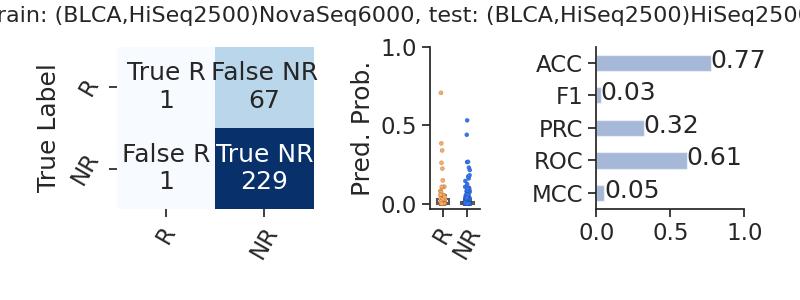 rain: (BLCA,HiSeq2500)NovaSeq6000, test: (BLCA,HiSeq2500)HiSeq250
True Label
R
NR
True R
1
False NR
67
False R
1
True NR
229
R
NR
Pred. Prob.
1.0
0.5
0.0
R
NR
ACC
F1
PRC
ROC
MCC
0.77
0.03
0.32
0.61
0.05
0.0
0.5
1.0